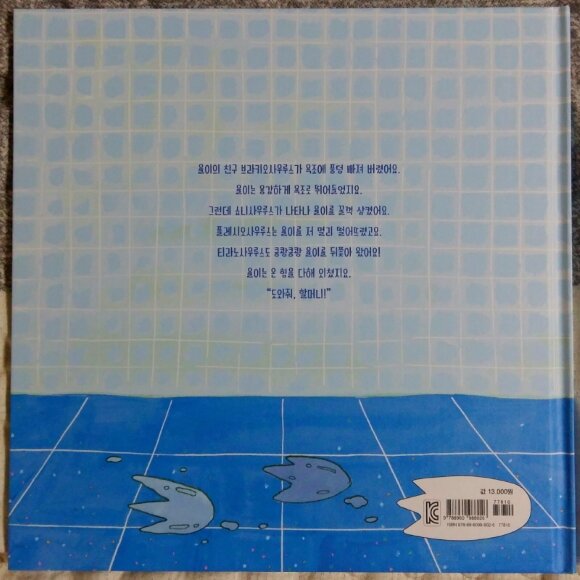 용이의 친구 브라키오사우루스가 욕조에 풍덩 빠져 버렸어요.
용이는 용감하게 욕조로 뛰어들었지요.
그런데 쇼니사우루스가 나타나 용이를 꿀꺽 삼켰어요.
플레시오사우루스는 용이를 저 멀리 떨어뜨렸고요.
티라노사우루스도 쿵쾅쿵쾅 용이를 뒤쫓아 왔어요!
용이는 온 힘을 다해 외쳤지요.
"도와줘, 할머니!"
값 13,000원
77810